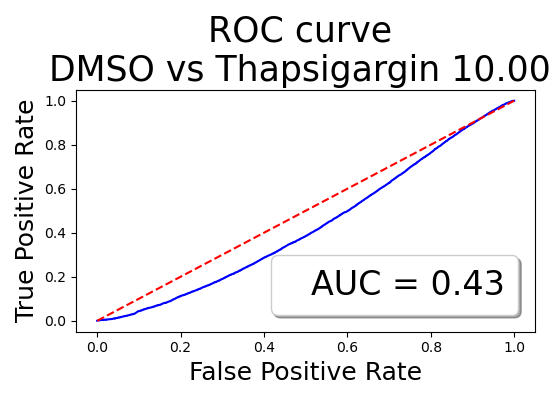 ROC curve
DMSO vs Thapsigargin 10.00
True Positive Rate
1.0
0.8
0.6
0.4
0.2
0.0
AUC = 0.43
0.0 0.2 0.4 0.6 0.8 1.0
False Positive Rate